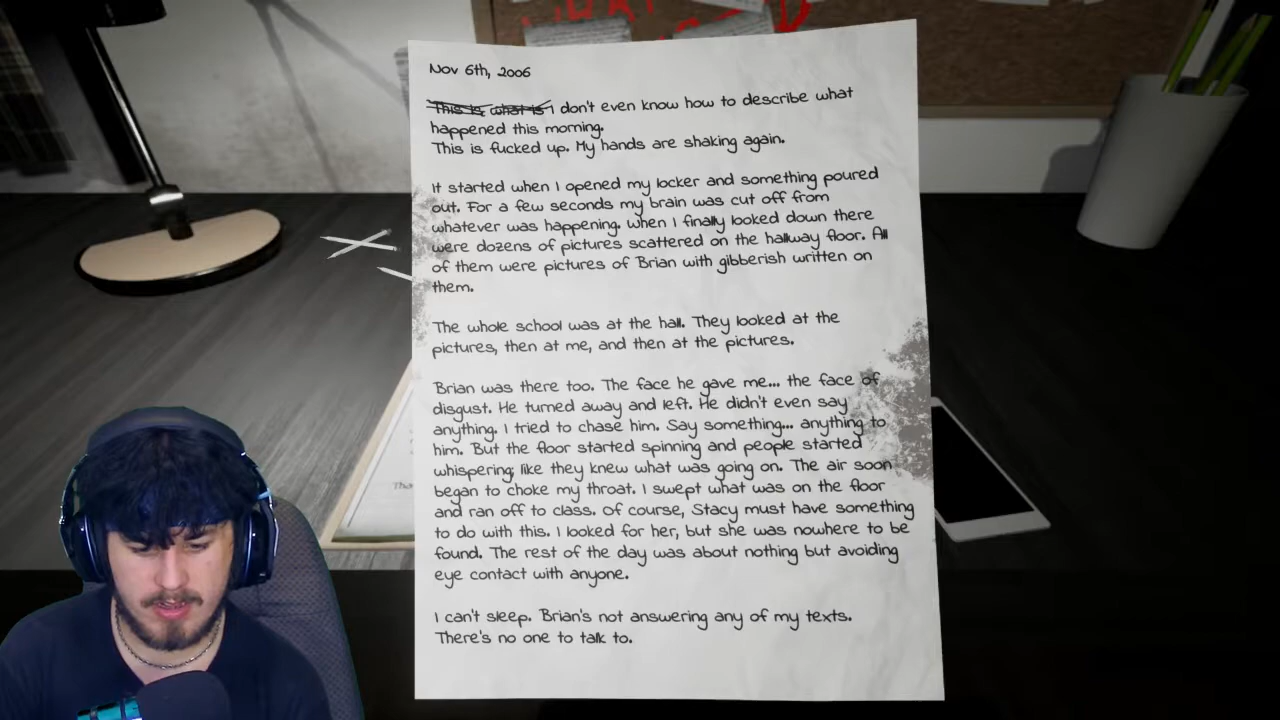 Nov 6th, 2006
This is what is I don't even know how to describe what
happened this morning.
This is fucked up. My hands are shaking again.
It started when I opened my locker and something poured
out. For a few seconds my brain was cut off from
whatever was happening. when I finally looked down there
were dozens of pictures scattered on the hallway floor. All
of them were pictures of Brian with gibberish written on
them.
The whole school was at the hall. They looked at the
pictures, then at me, and then at the pictures.
Brian was there too. The face he gave me... the face of
disgust. He turned away and left. He didn't even say
anything. I tried to chase him. Say something... anything to
him. But the floor started spinning and people started
whispering; like they knew what was going on. The air soon
began to choke my throat. I swept what was on the floor
and ran off to class. Of course, Stacy must have something
to do with this. I looked for her, but she was nowhere to be
found. The rest of the day was about nothing but avoiding
eye contact with anyone.
I can't sleep. Brian's not answering any of my texts.
There's no one to talk to.